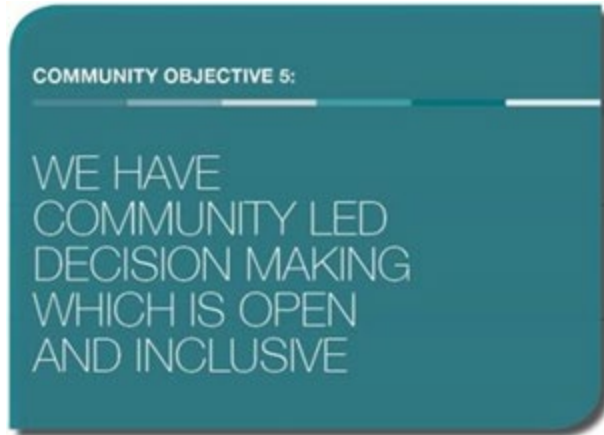 COMMUNITY OBJECTIVE 5:
WE HAVE
COMMUNITY LED
DECISION MAKING
WHICH IS OPEN
AND INCLUSIVE